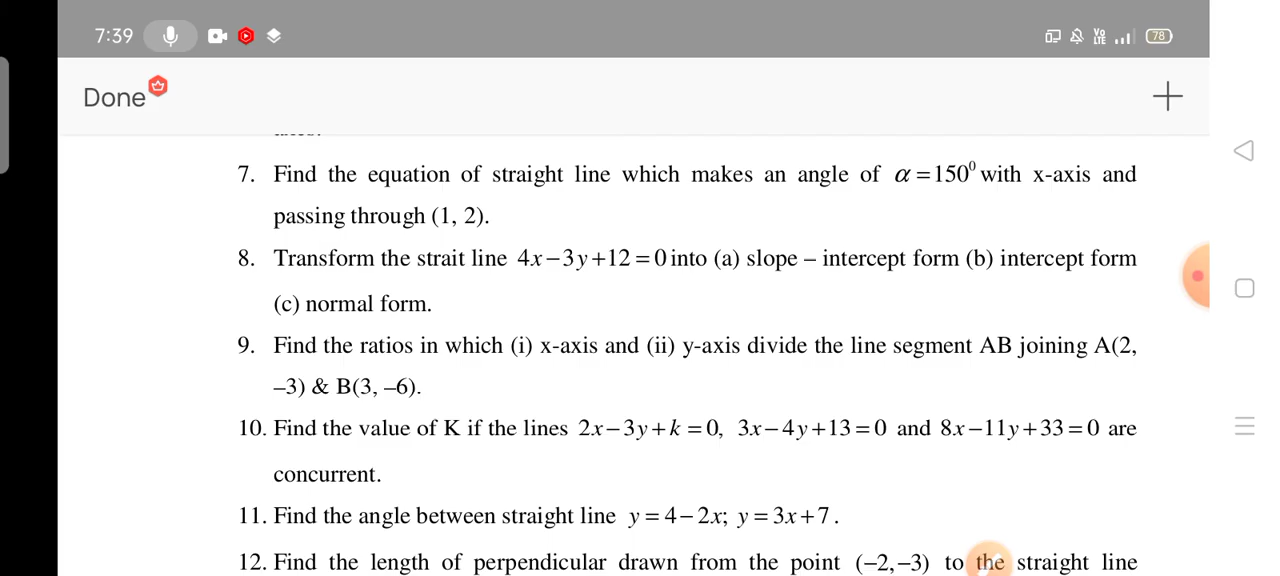 7:39
VO LTE 78
Done
7. Find the equation of straight line which makes an angle of α = 150⁰ with x-axis and
passing through (1, 2).
8. Transform the strait line 4x − 3y + 12 = 0 into (a) slope – intercept form (b) intercept form
(c) normal form.
9. Find the ratios in which (i) x-axis and (ii) y-axis divide the line segment AB joining A(2,
–3) & B(3, –6).
10. Find the value of K if the lines 2x − 3y + k = 0, 3x − 4y + 13 = 0 and 8x − 11y + 33 = 0 are
concurrent.
11. Find the angle between straight line y = 4 − 2x; y = 3x + 7.
12. Find the length of perpendicular drawn from the point (−2, −3) to the straight line